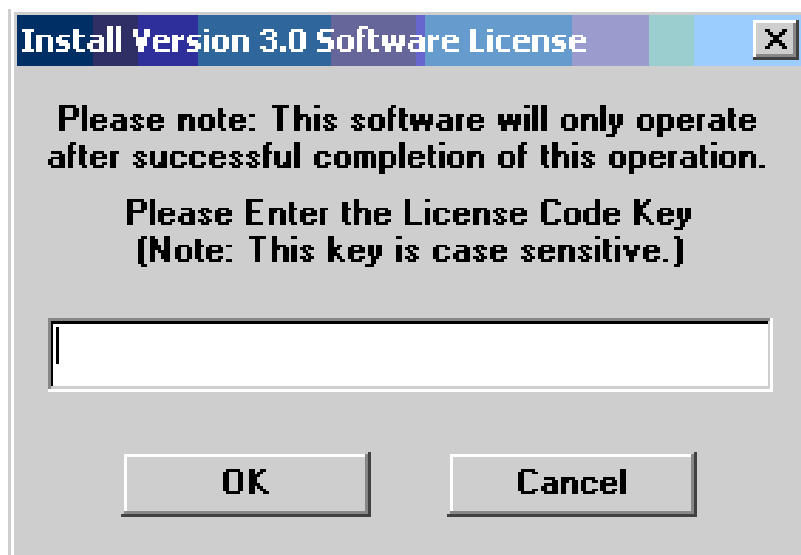 Install Version 3.0 Software License
Please note: This software will only operate
after successful completion of this operation.
Please Enter the License Code Key
(Note: This key is case sensitive.)
OK
Cancel